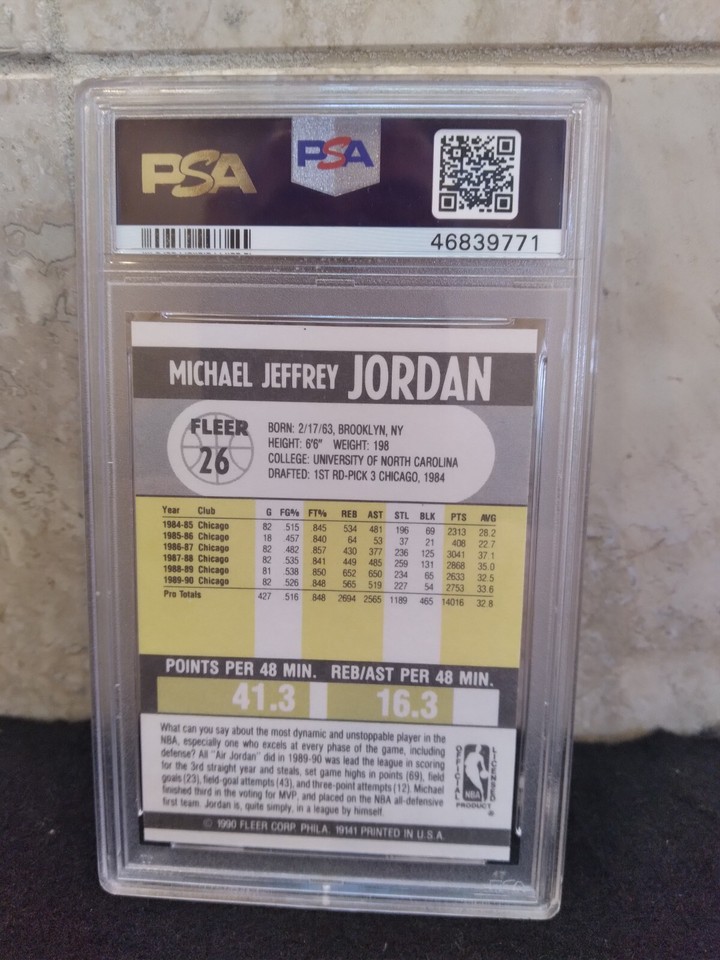 PSA PSA
46839771
MICHAEL JEFFREY JORDAN
FLEER
26
BORN: 2/17/63, BROOKLYN, NY
HEIGHT: 6'6" WEIGHT: 198
COLLEGE: UNIVERSITY OF NORTH CAROLINA
DRAFTED: 1ST RD-PICK 3 CHICAGO, 1984
Year Club G FG% FT% REB AST STL BLK PTS AVG
1984-85 Chicago 82 .515 .845 534 481 196 69 2313 28.2
1985-86 Chicago 18 .457 .840 64 53 37 21 408 22.7
1986-87 Chicago 82 .482 .857 430 377 236 125 3041 37.1
1987-88 Chicago 82 .535 .841 449 485 259 131 2868 35.0
1988-89 Chicago 81 .538 .850 652 650 234 65 2633 32.5
1989-90 Chicago 82 .526 .848 565 519 227 54 2753 33.6
Pro Totals 427 .516 .848 2694 2565 1189 465 14016 32.8
POINTS PER 48 MIN. REB/AST PER 48 MIN.
41.3 16.3
What can you say about the most dynamic and unstoppable player in the
NBA, especially one who excels at every phase of the game, including
defense? All "Air Jordan" did in 1989-90 was lead the league in scoring
for the 3rd straight year and steals, set game highs in points (69), field
goals (23), field-goal attempts (43), and three-point attempts (12). Michael
finished third in the voting for MVP, and placed on the NBA all-defensive
first team. Jordan is, quite simply, in a league by himself.
OFFICIAL LICENSED
NBA
PRODUCT
© 1990 FLEER CORP. PHILA. 19141 PRINTED IN U.S.A.